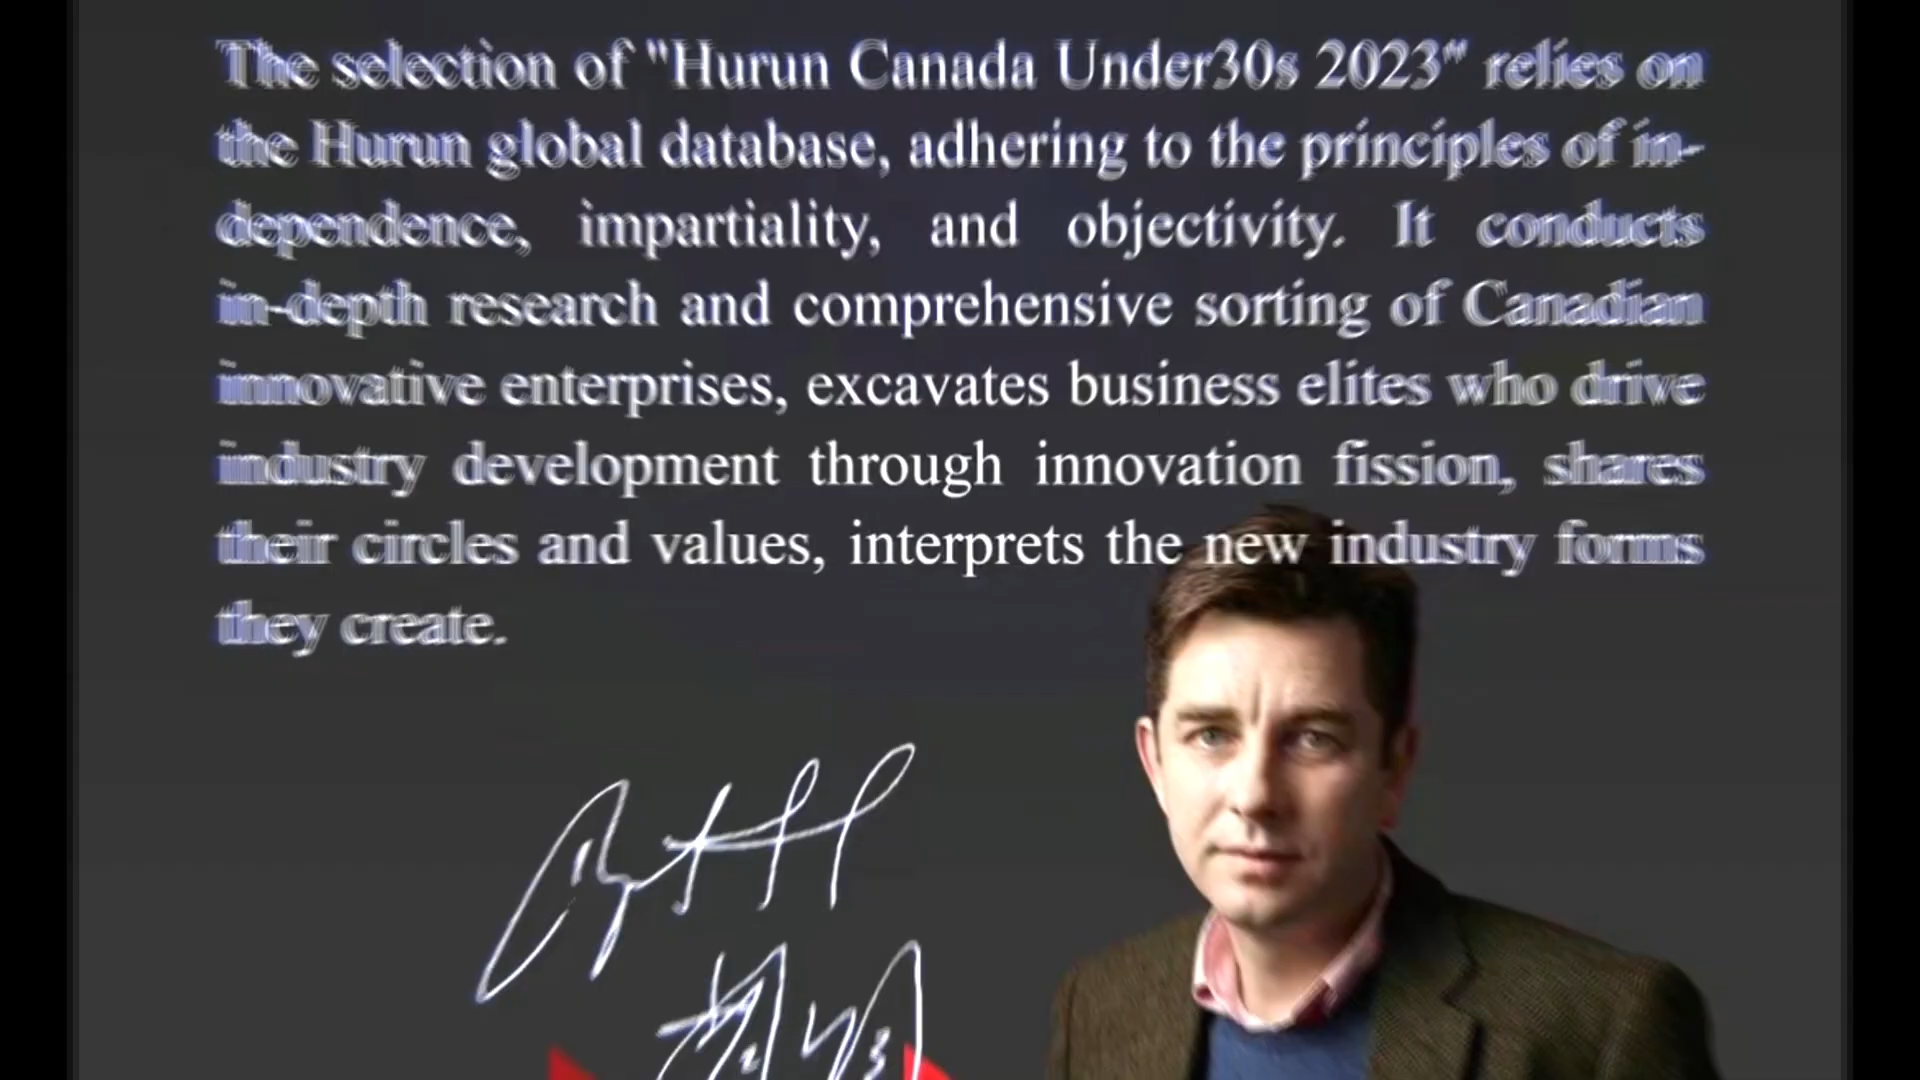 The selection of "Hurun Canada Under30s 2023" relies on
the Hurun global database, adhering to the principles of in-
dependence, impartiality, and objectivity. It conducts
in-depth research and comprehensive sorting of Canadian
innovative enterprises, excavates business elites who drive
industry development through innovation fission, shares
their circles and values, interprets the new industry forms
they create.